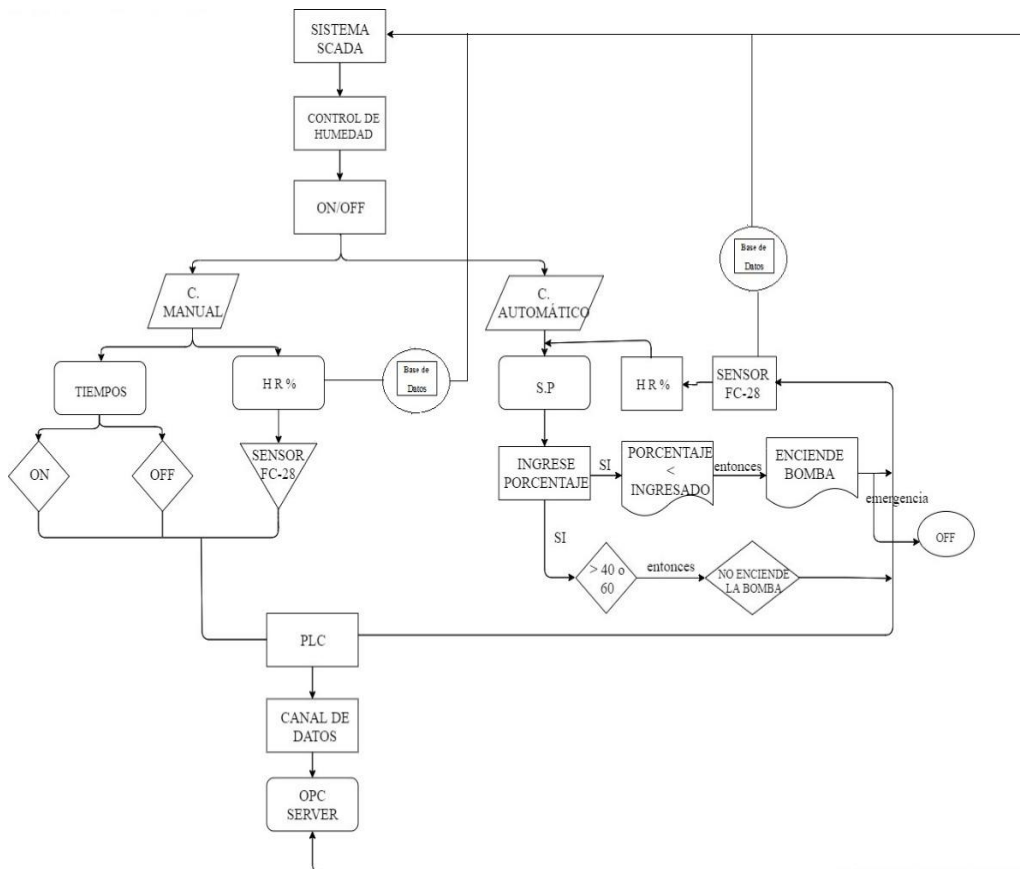 SISTEMA
SCADA
CONTROL DE
HUMEDAD
ON/OFF
C.
MANUAL
C.
AUTOMÁTICO
Base de
Datos
TIEMPOS
H R %
Base de
Datos
S.P
H R %
SENSOR
FC-28
ON
OFF
SENSOR
FC-28
INGRESE
PORCENTAJE
SI
PORCENTAJE
<
INGRESADO
entonces
ENCIENDE
BOMBA
emergencia
OFF
SI
> 40 o
60
entonces
NO ENCIENDE
LA BOMBA
PLC
CANAL DE
DATOS
OPC
SERVER